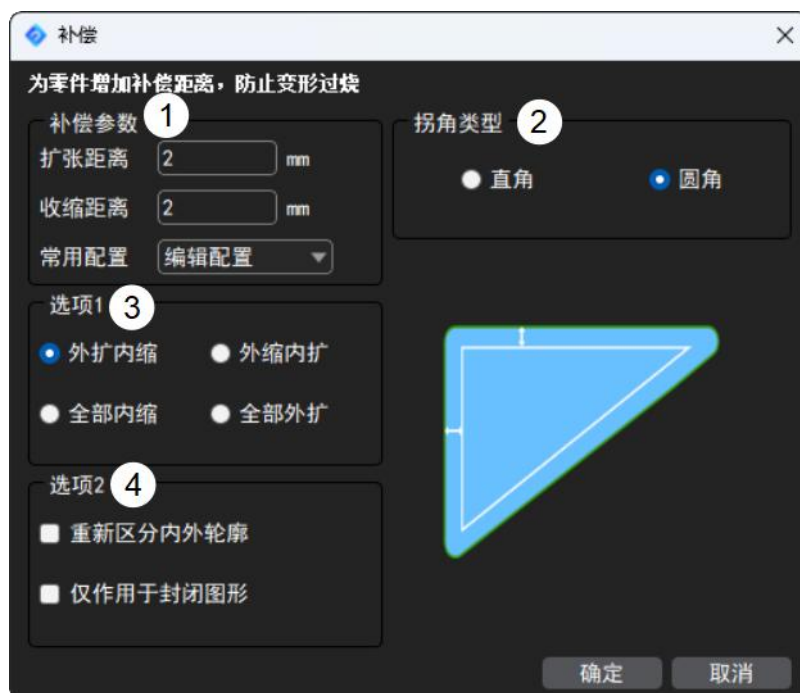 补偿
为零件增加补偿距离，防止变形过烧
补偿参数 1
扩张距离 2 mm
收缩距离 2 mm
常用配置 编辑配置
拐角类型 2
直角 圆角
选项1 3
外扩内缩 外缩内扩
全部内缩 全部外扩
选项2 4
重新区分内外轮廓
仅作用于封闭图形
确定 取消